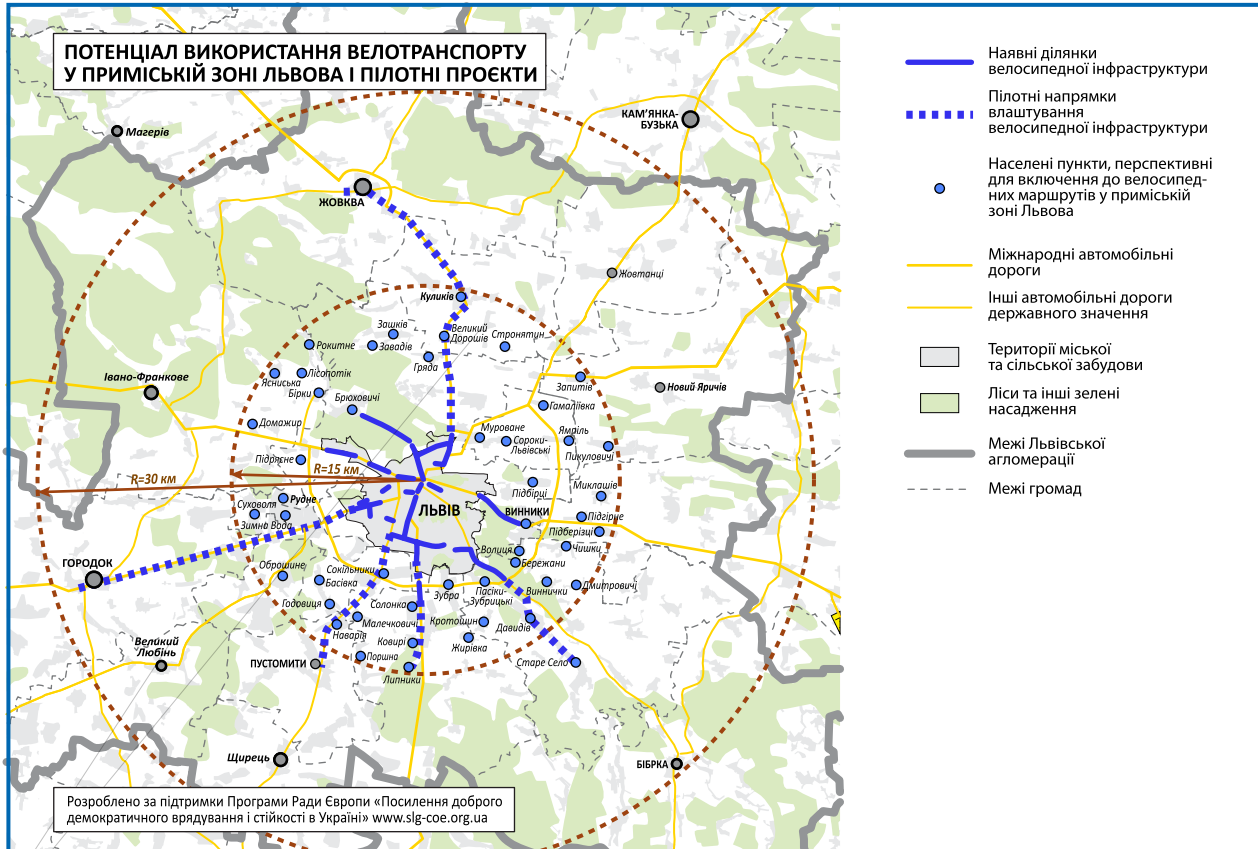 ПОТЕНЦІАЛ ВИКОРИСТАННЯ ВЕЛОТРАНСПОРТУ
У ПРИМІСЬКІЙ ЗОНІ ЛЬВОВА І ПІЛОТНІ ПРОЄКТИ
Магерів
КАМ’ЯНКА-
БУЗЬКА
ЖОВКВА
Жовтанці
Куликів
Зашків
Завадів
Великий
Дорошів
Стронятин
Гряда
Рокитне
Ясниська
Лісопотік
Бірки
Івано-Франкове
Брюховичі
Запитів
Новий Яричів
Гамаліївка
Домажир
Муроване
Сороки-
Львівські
Ямпіль
Пикуловичі
Підрясне
R=15 км
R=30 км
Підбірці
Миклашів
Рудне
Суховоля
Зимна Вода
ЛЬВІВ
ВИННИКИ
Підгірне
Підберізці
Чишки
Волиця
Бережани
ГОРОДОК
Оброшине
Сокільники
Басівка
Зубра
Пасіки-
Зубрицькі
Виннички
Дмитровичі
Годовиця
Солонка
Малечковичі
Наварія
Кротошин
Давидів
Ковирі
Жирівка
Великий
Любінь
ПУСТОМИТИ
Поршна
Липники
Старе Село
Щирець
БІБРКА
Розроблено за підтримки Програми Ради Європи «Посилення доброго
демократичного врядування і стійкості в Україні» www.slg-coe.org.ua
Наявні ділянки
велосипедної інфраструктури
Пілотні напрямки
влаштування
велосипедної інфраструктури
Населені пункти, перспективні
для включення до велосипед-
них маршрутів у приміській
зоні Львова
Міжнародні автомобільні
дороги
Інші автомобільні дороги
державного значення
Території міської
та сільської забудови
Ліси та інші зелені
насадження
Межі Львівської
агломерації
Межі громад